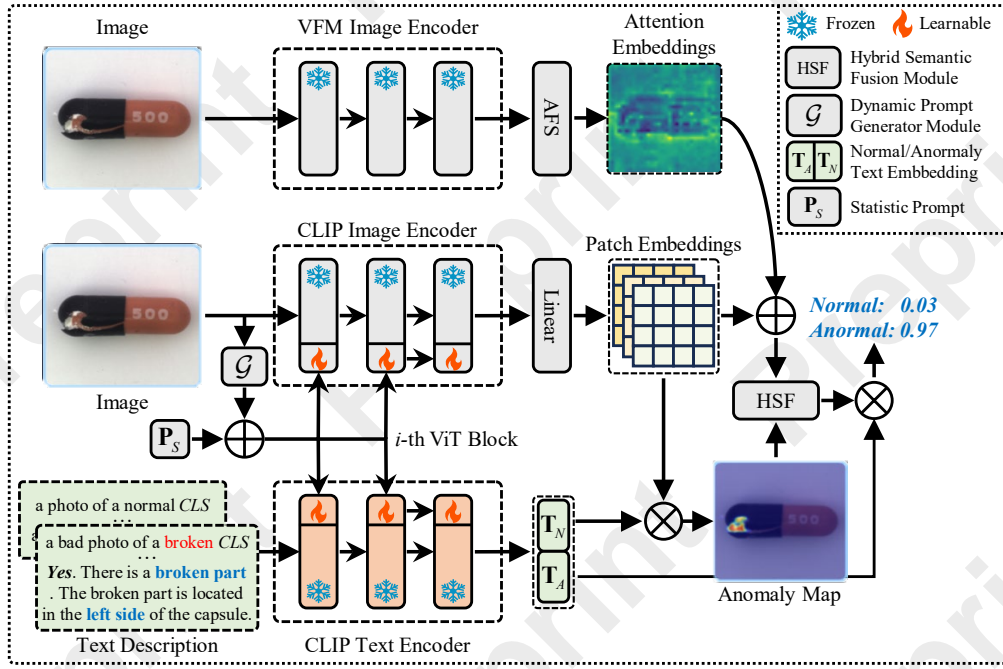 Image
VFM Image Encoder
Attention
Embeddings
500
AFS
Frozen
Learnable
HSF
Hybrid Semantic
Fusion Module
G
Dynamic Prompt
Generator Module
T_A T_N
Normal/Anormaly
Text Embbedding
P_S
Statistic Prompt
CLIP Image Encoder
Patch Embeddings
500
Linear
Normal: 0.03
Anormal: 0.97
G
Image
HSF
P_S
i-th ViT Block
500
a photo of a normal CLS
...
a bad photo of a broken CLS
...
Yes. There is a broken part
. The broken part is located
in the left side of the capsule.
T_N
T_A
Text Description
CLIP Text Encoder
Anomaly Map
Preprint
Preprint